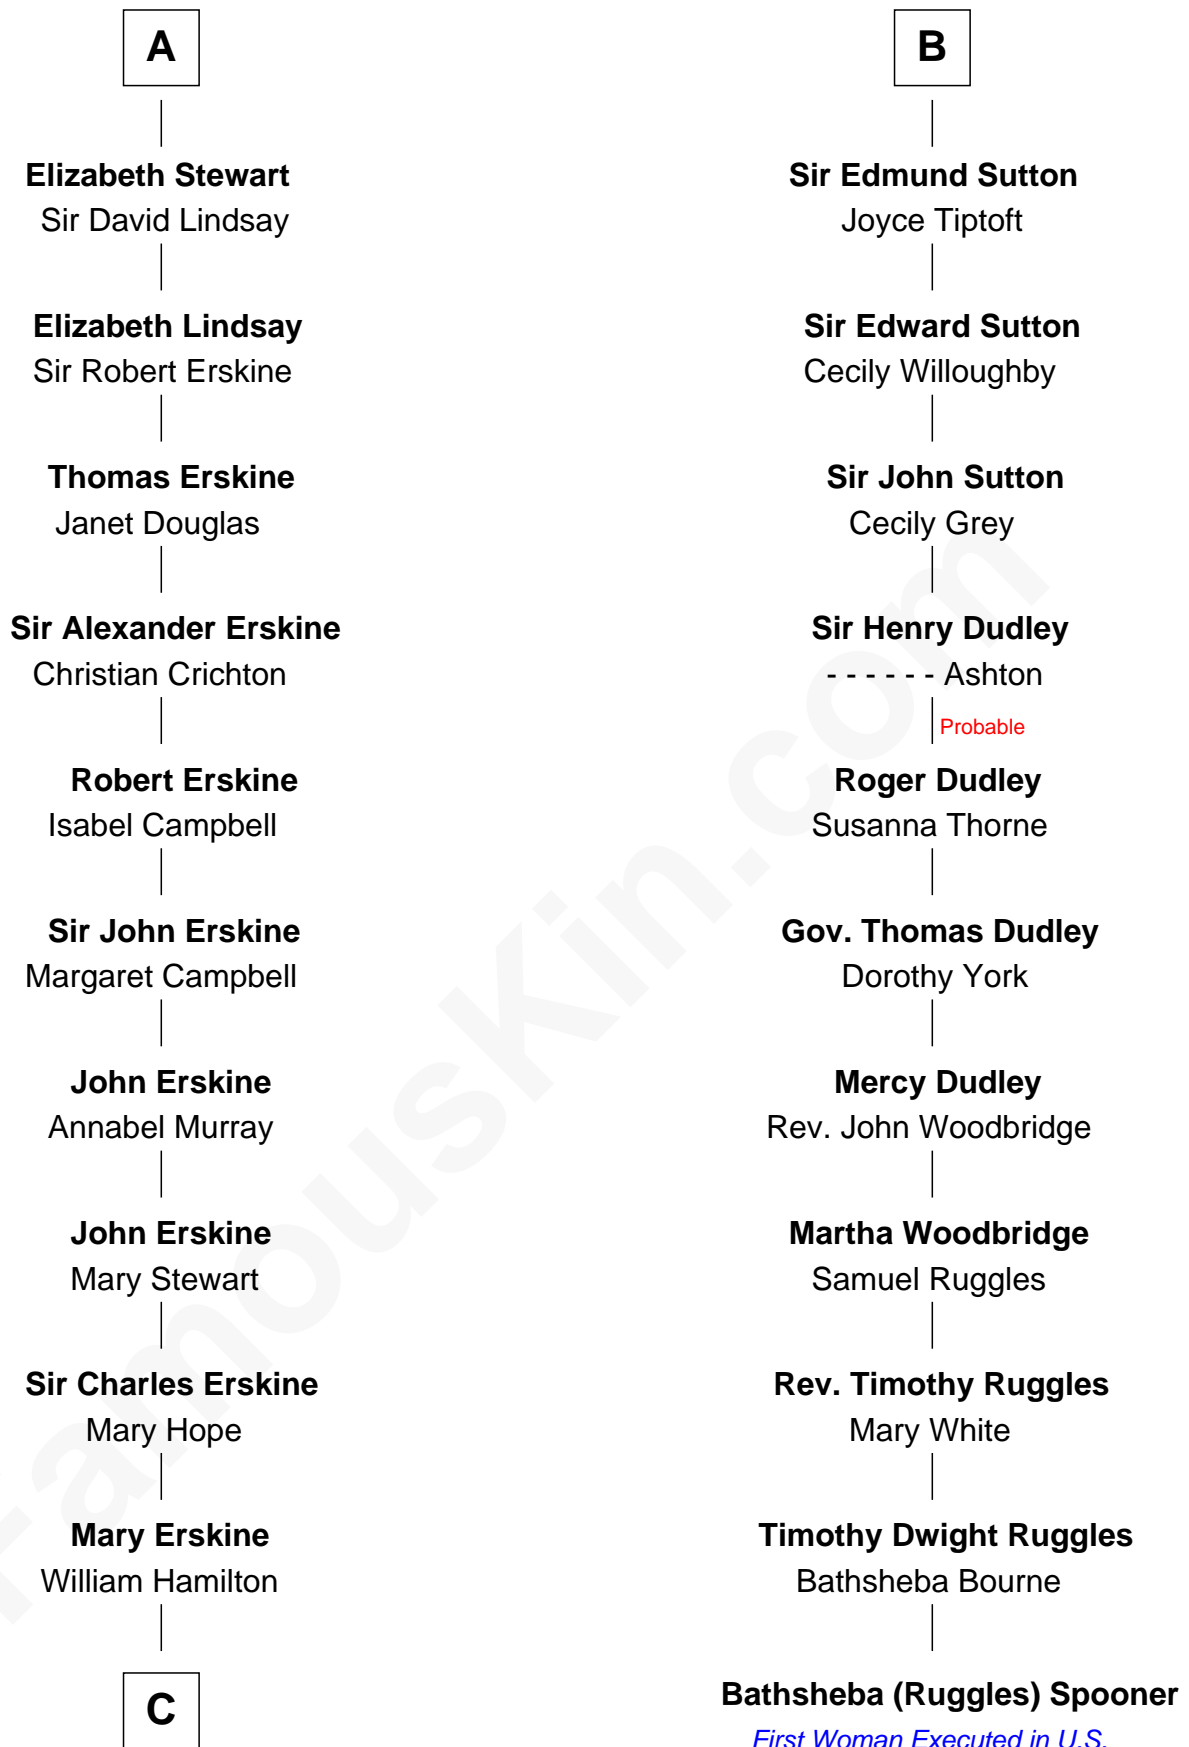 A
Elizabeth Stewart
Sir David Lindsay
Elizabeth Lindsay
Sir Robert Erskine
Thomas Erskine
Janet Douglas
Sir Alexander Erskine
Christian Crichton
Robert Erskine
Isabel Campbell
Sir John Erskine
Margaret Campbell
John Erskine
Annabel Murray
John Erskine
Mary Stewart
Sir Charles Erskine
Mary Hope
Mary Erskine
William Hamilton
C
B
Sir Edmund Sutton
Joyce Tiptoft
Sir Edward Sutton
Cecily Willoughby
Sir John Sutton
Cecily Grey
Sir Henry Dudley
- - - - - - Ashton
Probable
Roger Dudley
Susanna Thorne
Gov. Thomas Dudley
Dorothy York
Mercy Dudley
Rev. John Woodbridge
Martha Woodbridge
Samuel Ruggles
Rev. Timothy Ruggles
Mary White
Timothy Dwight Ruggles
Bathsheba Bourne
Bathsheba (Ruggles) Spooner
First Woman Executed in U.S.
FamousKin.com